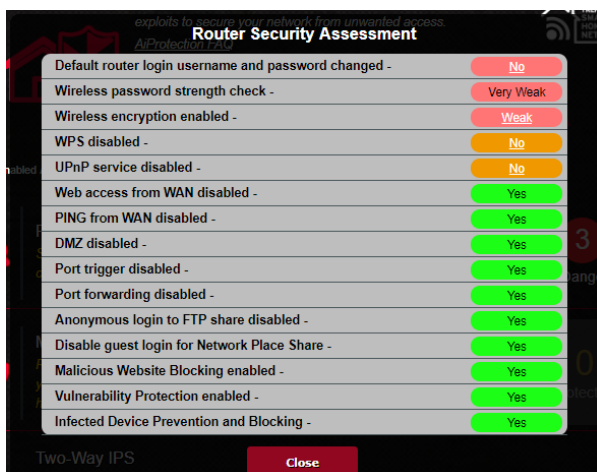 exploits to secure your network from unwanted access.
AiProtection FAQ
Router Security Assessment
Default router login username and password changed - No
Wireless password strength check - Very Weak
Wireless encryption enabled - Weak
WPS disabled - No
UPnP service disabled - No
Web access from WAN disabled - Yes
PING from WAN disabled - Yes
DMZ disabled - Yes
Port trigger disabled - Yes
Port forwarding disabled - Yes
Anonymous login to FTP share disabled - Yes
Disable guest login for Network Place Share - Yes
Malicious Website Blocking enabled - Yes
Vulnerability Protection enabled - Yes
Infected Device Prevention and Blocking - Yes
3
0
Two-Way IPS
Close